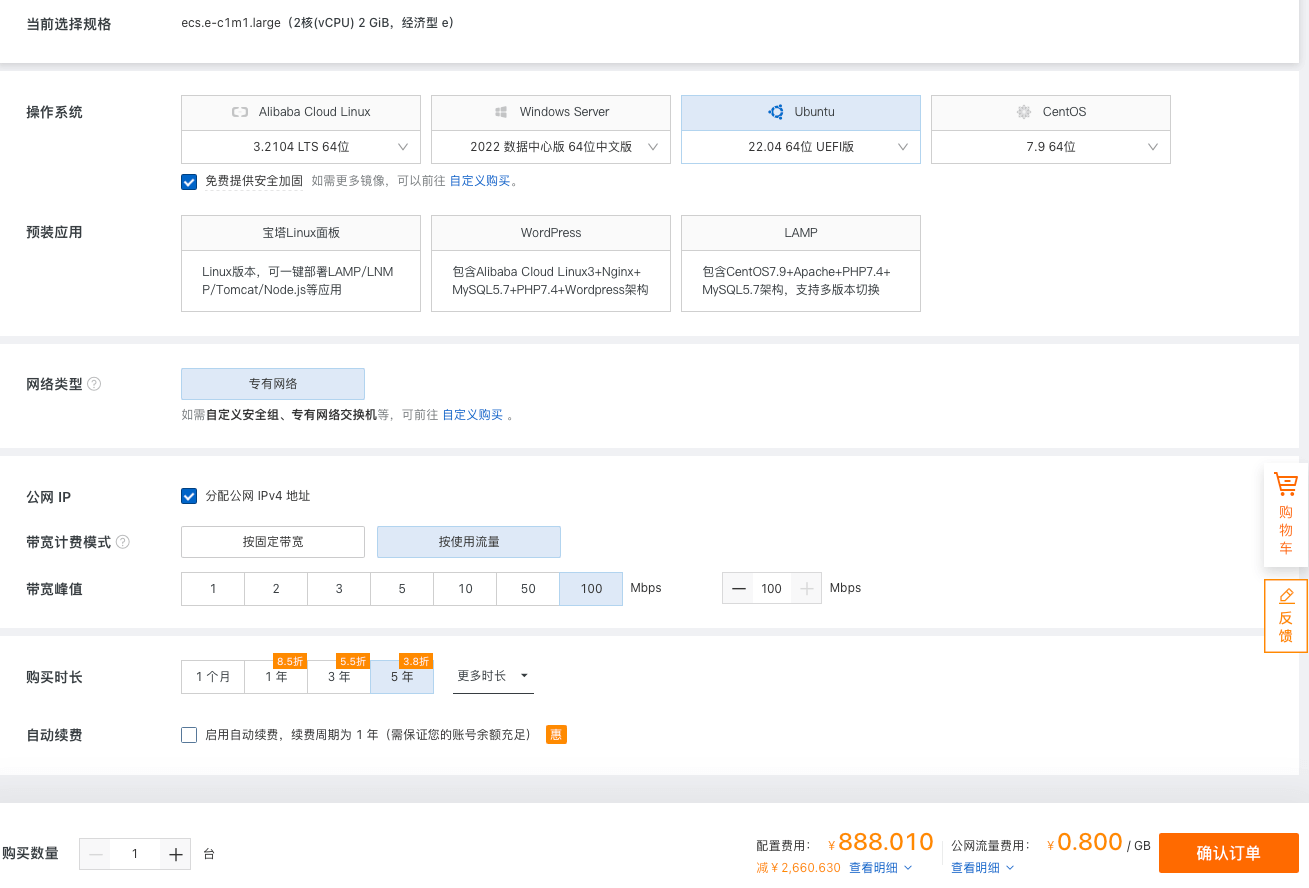 当前选择规格
ecs.e-c1m1.large（2核(vCPU) 2 GiB，经济型 e）
操作系统
Alibaba Cloud Linux
Windows Server
Ubuntu
CentOS
3.2104 LTS 64位
2022 数据中心版 64位中文版
22.04 64位 UEFI版
7.9 64位
免费提供安全加固 如需更多镜像，可以前往 自定义购买。
预装应用
宝塔Linux面板
WordPress
LAMP
Linux版本，可一键部署LAMP/LNM
P/Tomcat/Node.js等应用
包含Alibaba Cloud Linux3+Nginx+
MySQL5.7+PHP7.4+Wordpress架构
包含CentOS7.9+Apache+PHP7.4+
MySQL5.7架构，支持多版本切换
网络类型 ?
专有网络
如需自定义安全组、专有网络交换机等，可前往 自定义购买 。
公网 IP
分配公网 IPv4 地址
带宽计费模式 ?
按固定带宽
按使用流量
带宽峰值
1
2
3
5
10
50
100
Mbps
100
Mbps
购买时长
1 个月
8.5折
1 年
5.5折
3 年
3.8折
5 年
更多时长
自动续费
启用自动续费，续费周期为 1 年（需保证您的账号余额充足）
惠
购
物
车
反
馈
购买数量
1
台
配置费用： ¥ 888.010
减 ¥ 2,660.630 查看明细
公网流量费用： ¥ 0.800 / GB
查看明细
确认订单